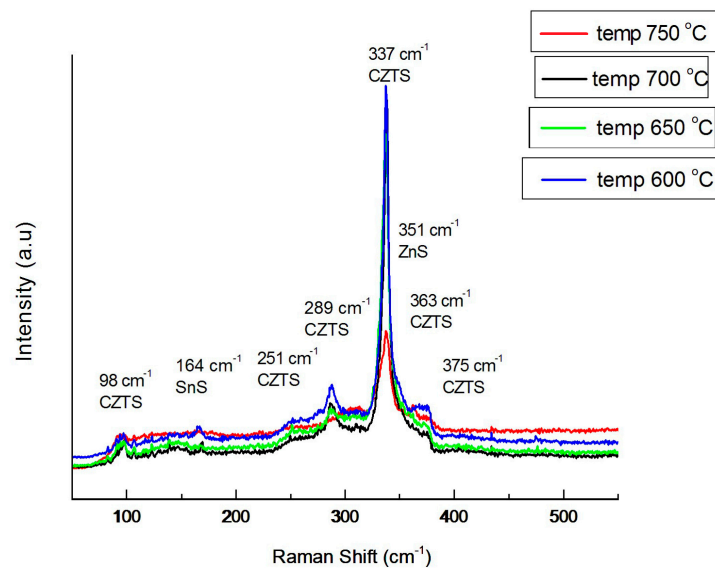 temp 750 °C
temp 700 °C
temp 650 °C
temp 600 °C
337 cm⁻¹
CZTS
351 cm⁻¹
ZnS
289 cm⁻¹
CZTS
363 cm⁻¹
CZTS
251 cm⁻¹
CZTS
375 cm⁻¹
CZTS
164 cm⁻¹
SnS
98 cm⁻¹
CZTS
Intensity (a.u)
100
200
300
400
500
Raman Shift (cm⁻¹)